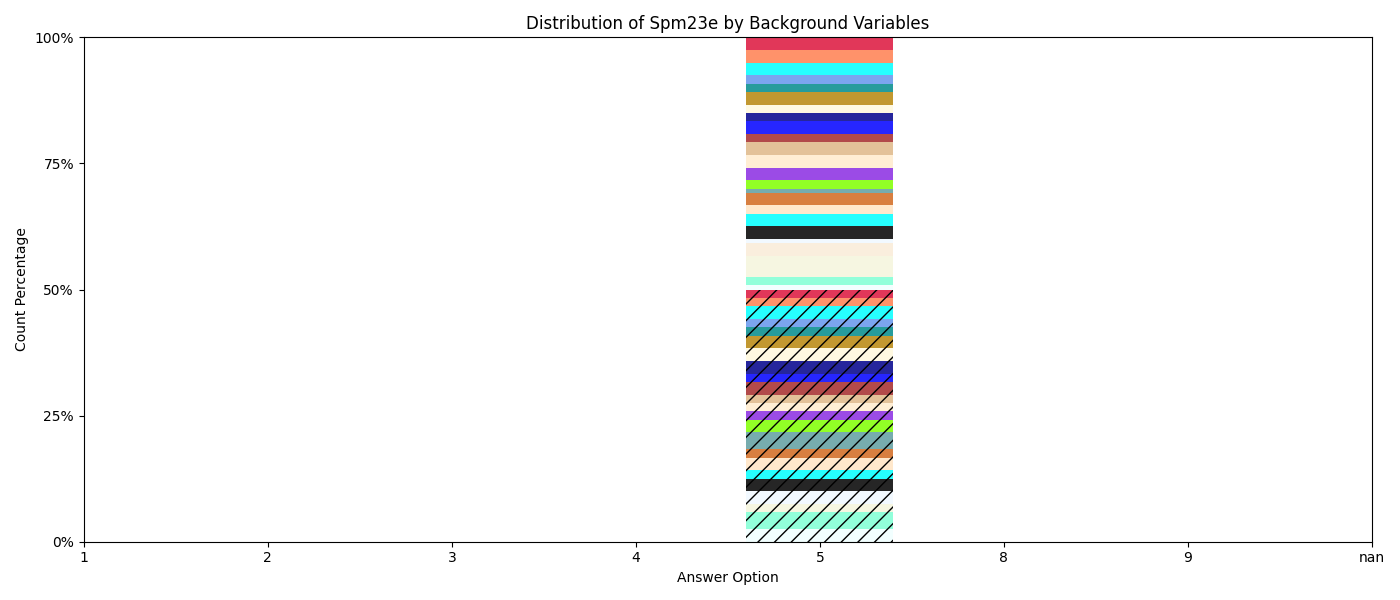 Distribution of Spm23e by Background Variables
100%
75%
50%
25%
0%
Count Percentage
1 2 3 4 5 8 9 nan
Answer Option